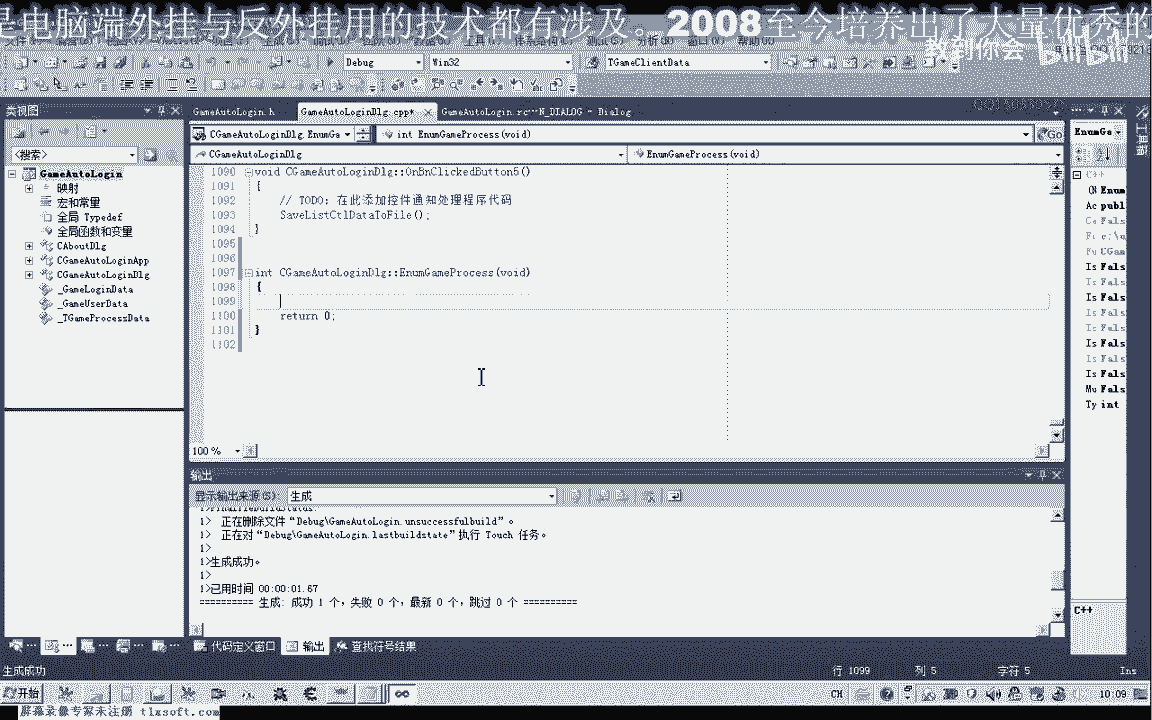 是电脑端外挂与反外挂用的技术都有涉及。2008至今培养出了大量优秀的
教到你会 bilibili
Debug Win32 TGameClientData
类视图 GameAutoLogin.h GameAutoLoginDlg.cpp*
CGameAutoLoginDlg.EnumGa int EnumGameProcess(void) Go
<搜索> CGameAutoLoginDlg EnumGameProcess(void)
GameAutoLogin
映射
宏和常量
全局 Typedef
全局函数和变量
CAboutDlg
CGameAutoLoginApp
CGameAutoLoginDlg
_GameLoginData
_GameUserData
_TGameProcessData
1090 void CGameAutoLoginDlg::OnBnClickedButton5()
1091 {
1092 // TODO: 在此添加控件通知处理程序代码
1093 SaveListCtlDataToFile();
1094 }
1095
1096
1097 int CGameAutoLoginDlg::EnumGameProcess(void)
1098 {
1099
1100 return 0;
1101 }
1102
100 %
EnumGa
C++
(N Enum
Ac publ
Is Fals
Is Fals
Is Fals
Is Fals
Ty int
输出
显示输出来源(S): 生成
1> 正在删除文件“Debug\GameAutoLogin.unsuccessfulbuild”。
1> 正在对“Debug\GameAutoLogin.lastbuildstate”执行 Touch 任务。
1>
1>生成成功。
1>
1>已用时间 00:00:01.67
========== 生成: 成功 1 个，失败 0 个，最新 0 个，跳过 0 个 ==========
C++
代码定义窗口 输出 查找符号结果
生成成功 行 1099 列 5 字符 5 Ins
开始 CH 10:09
屏幕录像专家未注册 tlxsoft.com